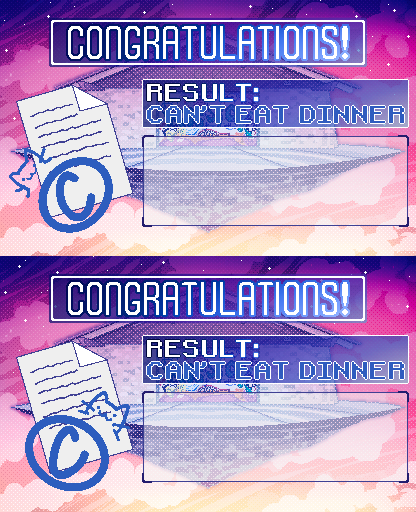 CONGRATULATIONS!
RESULT:
CAN'T EAT DINNER
C
CONGRATULATIONS!
RESULT:
CAN'T EAT DINNER
C